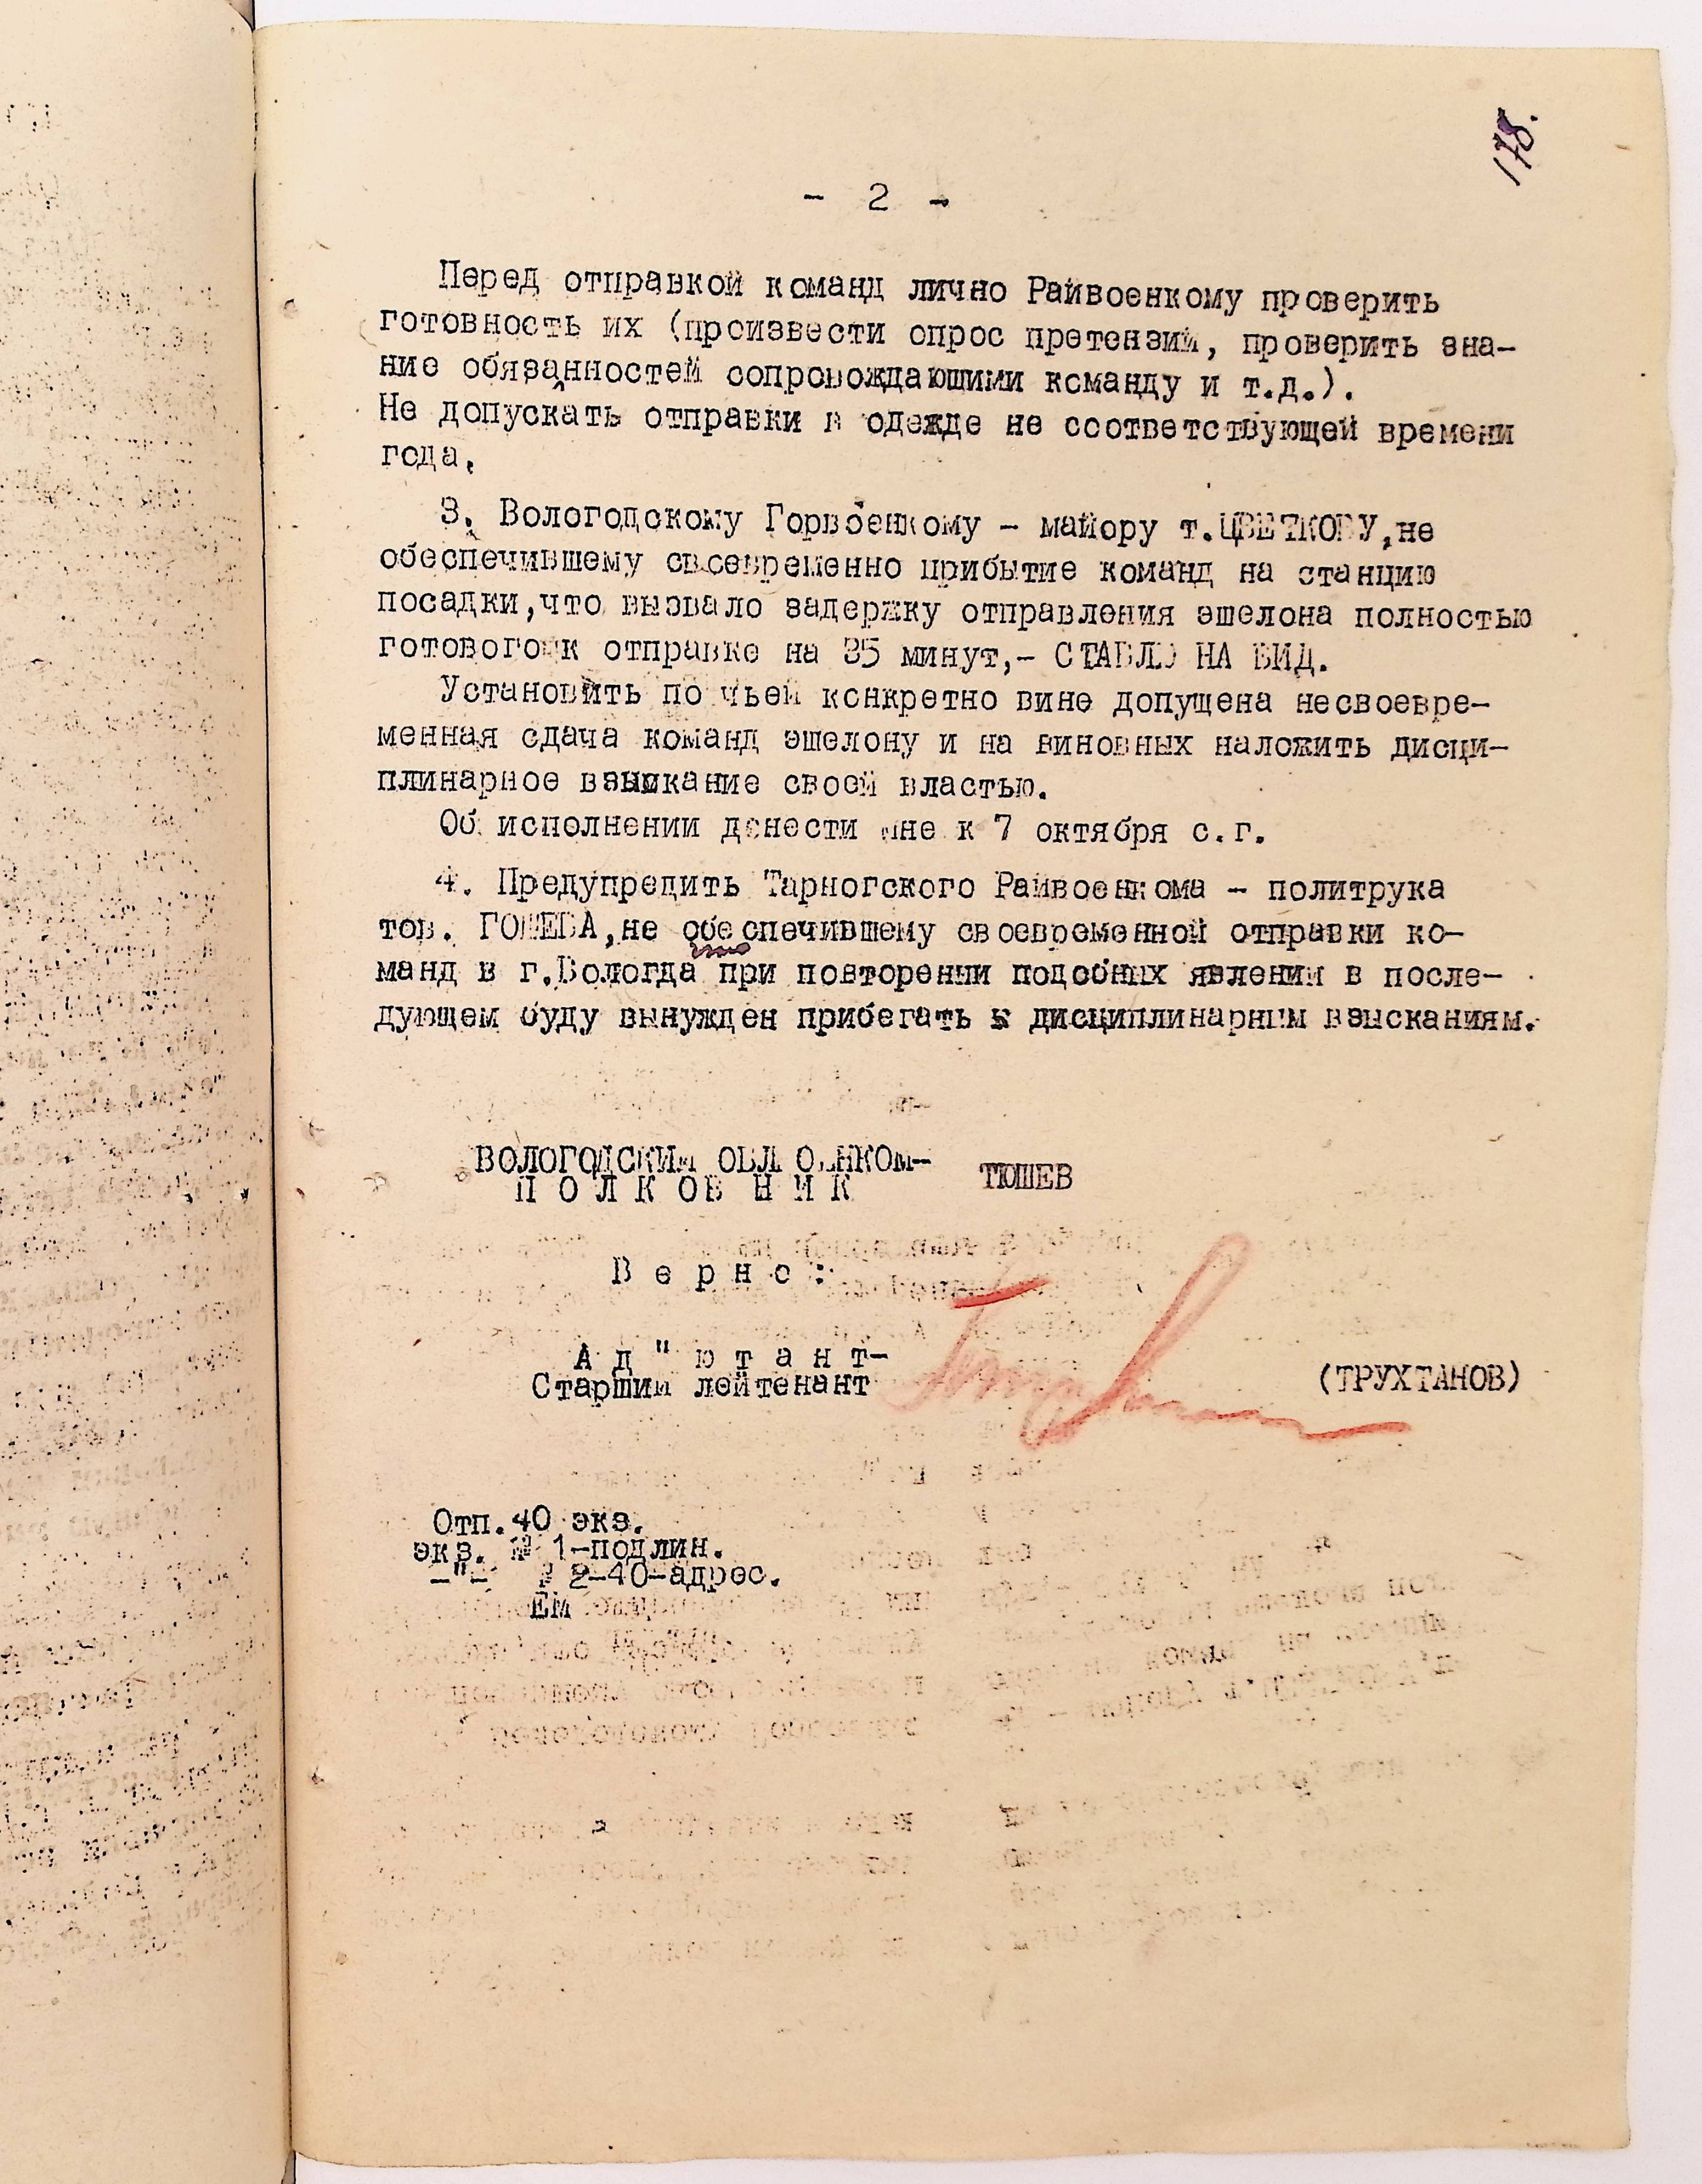 178.
- 2 -
Перед отправкой команд лично Райвоенкому проверить
готовность их (произвести опрос претензий, проверить зна-
ние обязанностей сопровождающими команду и т.д.).
Не допускать отправки в одежде не соответствующей времени
года.
3. Вологодскому Горвоенкому - майору т.ЦВЕТКОВУ,не
обеспечившему своевременно прибытие команд на станцию
посадки,что вызвало задержку отправления эшелона полностью
готового к отправке на 35 минут,- СТАВЛЮ НА ВИД.
Установить по чьей конкретно вине допущена несвоевре-
менная сдача команд эшелону и на виновных наложить дисци-
плинарное взыскание своей властью.
Об исполнении донести мне к 7 октября с.г.
4. Предупредить Тарногского Райвоенкома - политрука
тов. не обеспечившему своевременной отправки ко-
манд в г.Вологда при повторении подобных явлений в после-
дующем буду вынужден прибегать к дисциплинарным взысканиям.
ВОЛОГОДСКИЙ ОБЛВОЕНКОМ-
ПОЛКОВНИК ТЮШЕВ
Верно:
Ад"ютант-
Старший лейтенант (ТРУХТАНОВ)
Отп.40 экз.
экз. № 1-подлин.
-"- № 2-40-адрес.
ЕМ